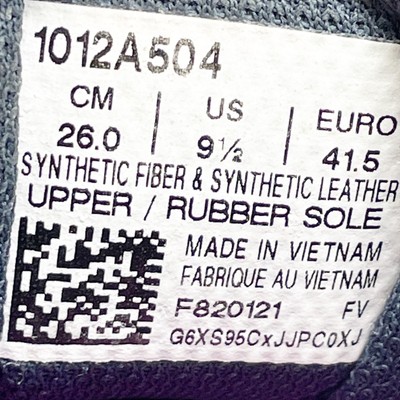 1012A504
CM | US | EURO
26.0 | 9½ | 41.5
SYNTHETIC FIBER & SYNTHETIC LEATHER
UPPER / RUBBER SOLE
MADE IN VIETNAM
FABRIQUE AU VIETNAM
F820121 FV
G6XS95CxJJPC0XJ